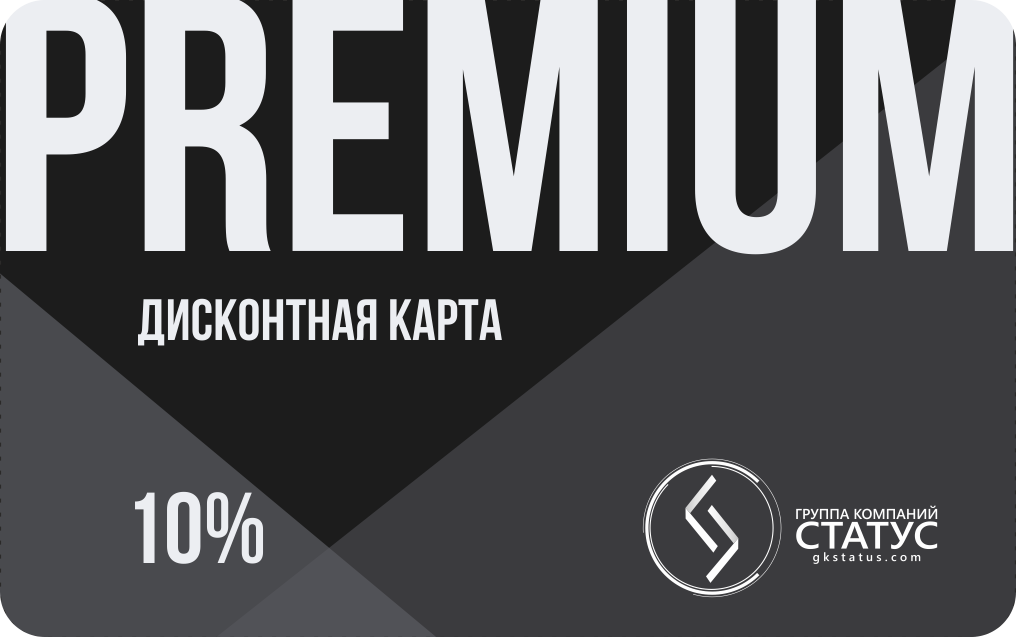 PREMIUM
ДИСКОНТНАЯ КАРТА
10%
ГРУППА КОМПАНИЙ
СТАТУС
gkstatus.com